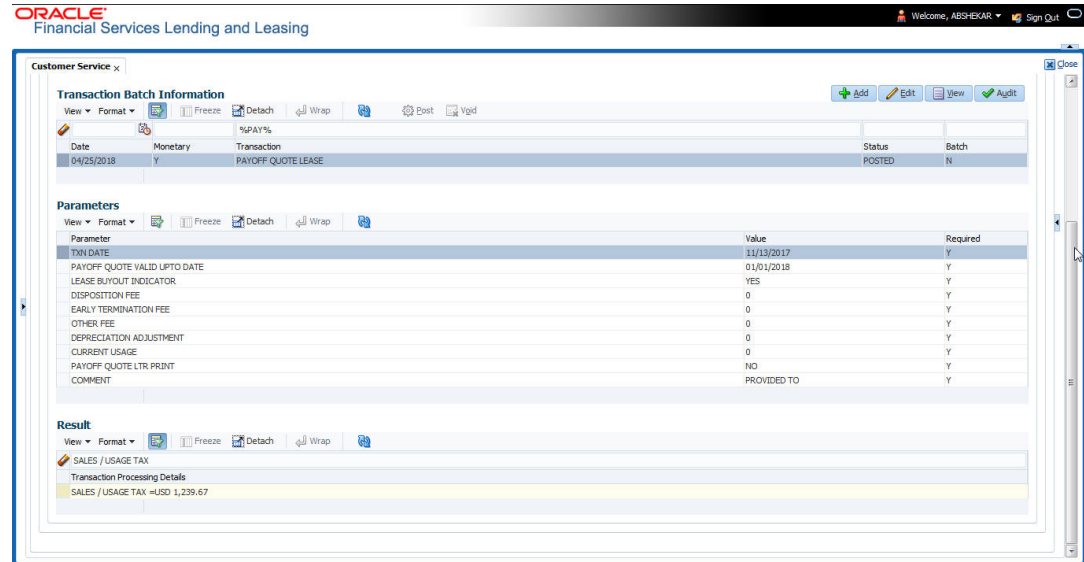 ORACLE
Financial Services Lending and Leasing
Welcome, ABSHEKAR Sign Out
Customer Service x
Close
Transaction Batch Information
Add Edit View Audit
View Format Freeze Detach Wrap Post Void
%PAY%
Date Monetary Transaction Status Batch
04/25/2018 Y PAYOFF QUOTE LEASE POSTED N
Parameters
View Format Freeze Detach Wrap
Parameter Value Required
TXN DATE 11/13/2017 Y
PAYOFF QUOTE VALID UPTO DATE 01/01/2018 Y
LEASE BUYOUT INDICATOR YES Y
DISPOSITION FEE 0 Y
EARLY TERMINATION FEE 0 Y
OTHER FEE 0 Y
DEPRECIATION ADJUSTMENT 0 Y
CURRENT USAGE 0 Y
PAYOFF QUOTE LTR PRINT NO Y
COMMENT PROVIDED TO Y
Result
View Format Freeze Detach Wrap
SALES / USAGE TAX
Transaction Processing Details
SALES / USAGE TAX =USD 1,239.67